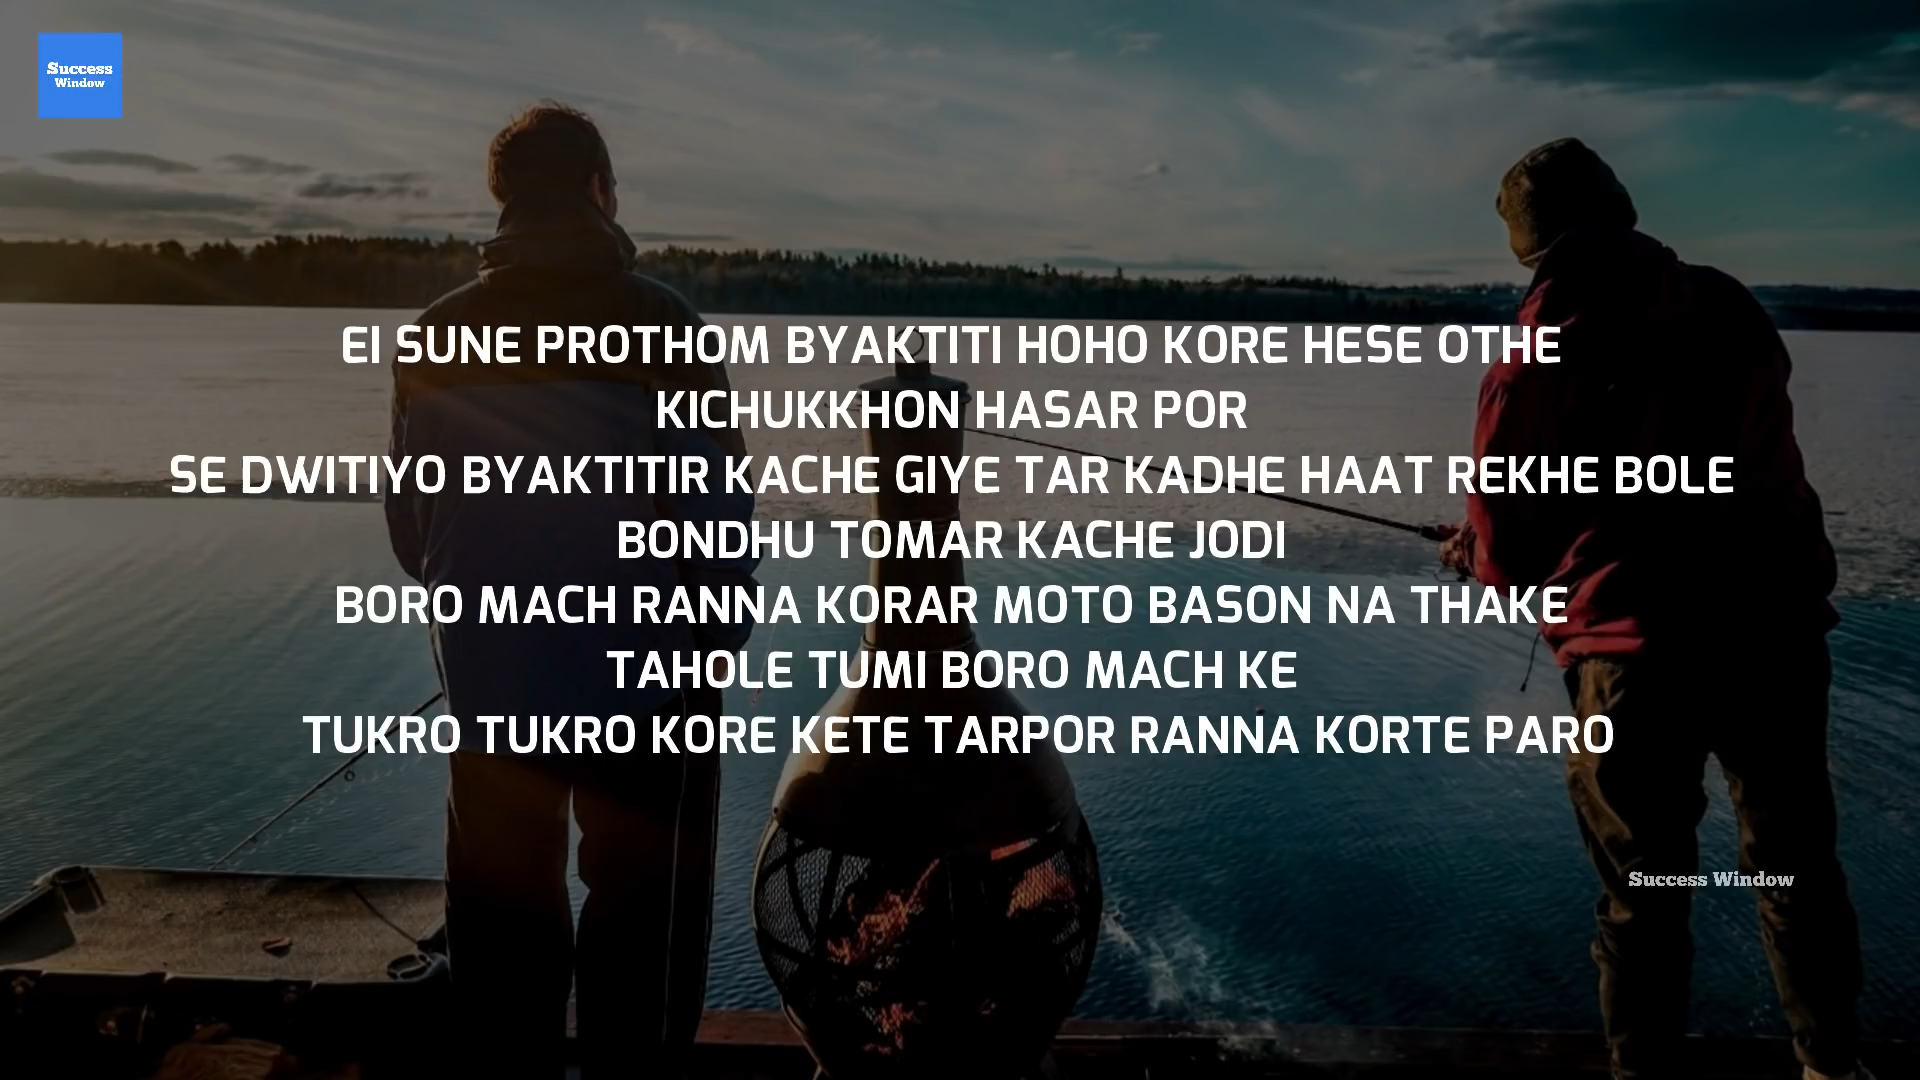 Success
Window
EI SUNE PROTHOM BYAKTITI HOHO KORE HESE OTHE
KICHUKKHON HASAR POR
SE DWITIYO BYAKTITIR KACHE GIYE TAR KADHE HAAT REKHE BOLE
BONDHU TOMAR KACHE JODI
BORO MACH RANNA KORAR MOTO BASON NA THAKE
TAHOLE TUMI BORO MACH KE
TUKRO TUKRO KORE KETE TARPOR RANNA KORTE PARO
Success Window